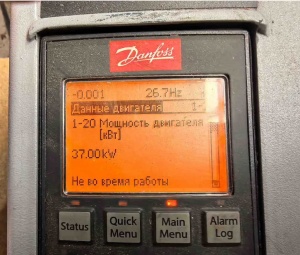 Danfoss
-0.001 26.7Hz
Данные двигателя 1-
1-20 Мощность двигателя
[кВт]
37.00kW
Не во время работы
Status
Quick Menu
Main Menu
Alarm Log